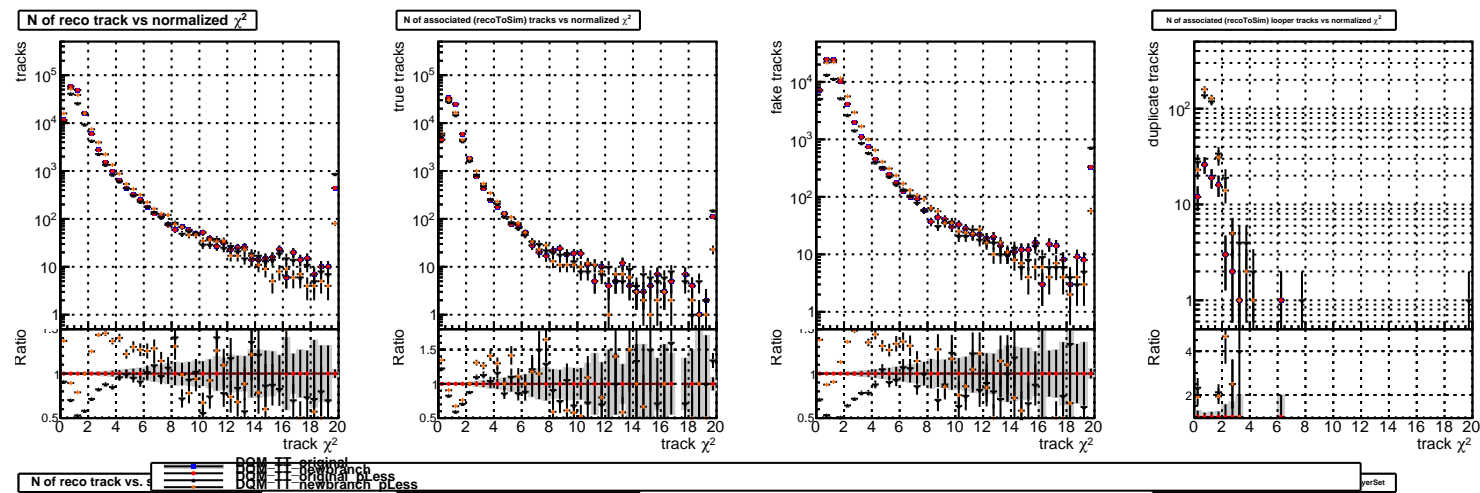 N of reco track vs normalized χ²
N of associated (recoToSim) tracks vs normalized χ²
N of associated (recoToSim) looper tracks vs normalized χ²
tracks
10⁵
10⁴
10³
10²
10
1
Ratio
1
0.5
0 2 4 6 8 10 12 14 16 18 20
track χ²
true tracks
10⁵
10⁴
10³
10²
10
1
Ratio
1.5
1
0.5
0 2 4 6 8 10 12 14 16 18 20
track χ²
fake tracks
10⁴
10³
10²
10
1
Ratio
1
0.5
0 2 4 6 8 10 12 14 16 18 20
track χ²
duplicate tracks
10²
10
1
Ratio
4
2
0 2 4 6 8 10 12 14 16 18 20
track χ²
DQM_TT_original
DQM_TT_newbranch
DQM_TT_original_pLess
DQM_TT_newbranch_pLess
N of reco track vs. s
yerSet